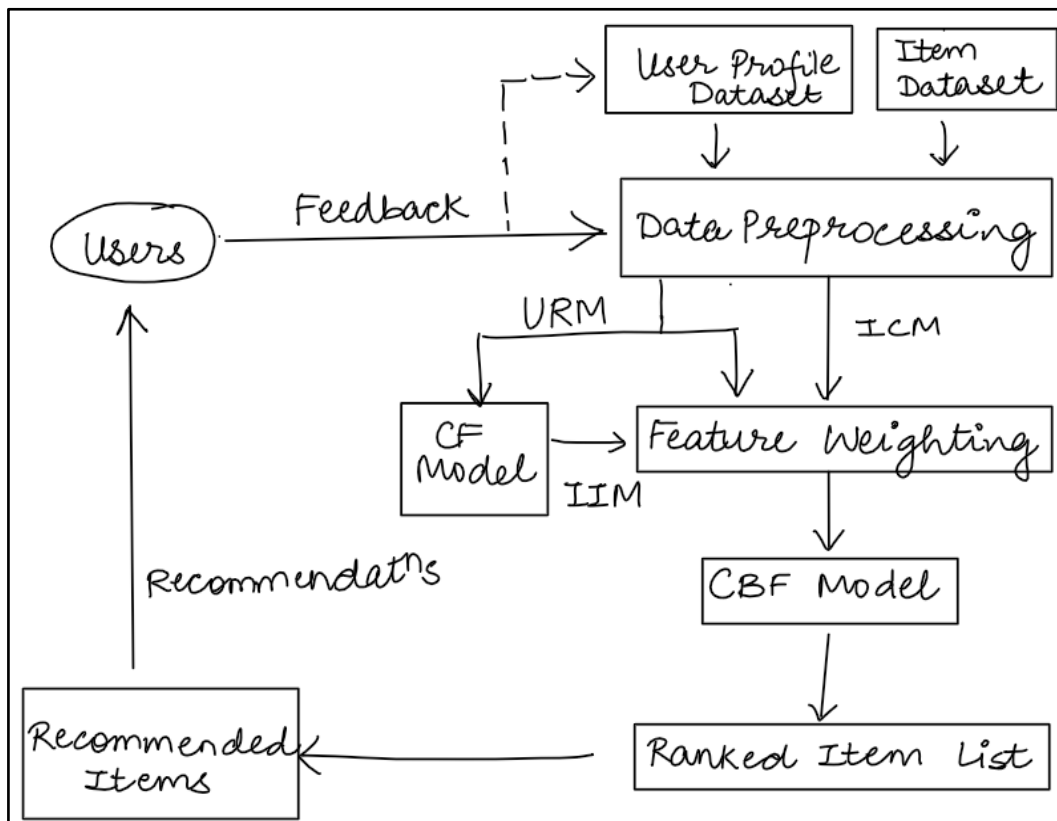 User Profile
Dataset
Item
Dataset
Feedback
Users
Data Preprocessing
URM
ICM
CF
Model
Feature Weighting
IIM
CBF Model
Recommendatⁿs
Recommended
Items
Ranked Item List